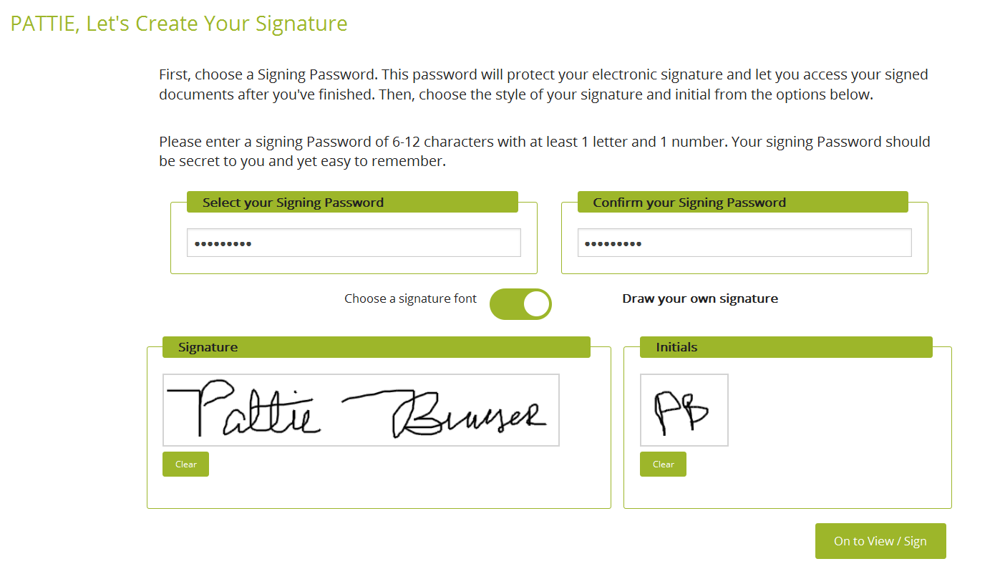 PATTIE, Let's Create Your Signature
First, choose a Signing Password. This password will protect your electronic signature and let you access your signed
documents after you've finished. Then, choose the style of your signature and initial from the options below.
Please enter a signing Password of 6-12 characters with at least 1 letter and 1 number. Your signing Password should
be secret to you and yet easy to remember.
Select your Signing Password
Confirm your Signing Password
•••••••••
•••••••••
Choose a signature font
Draw your own signature
Signature
Pattie
Clear
Initials
PB
Clear
On to View / Sign